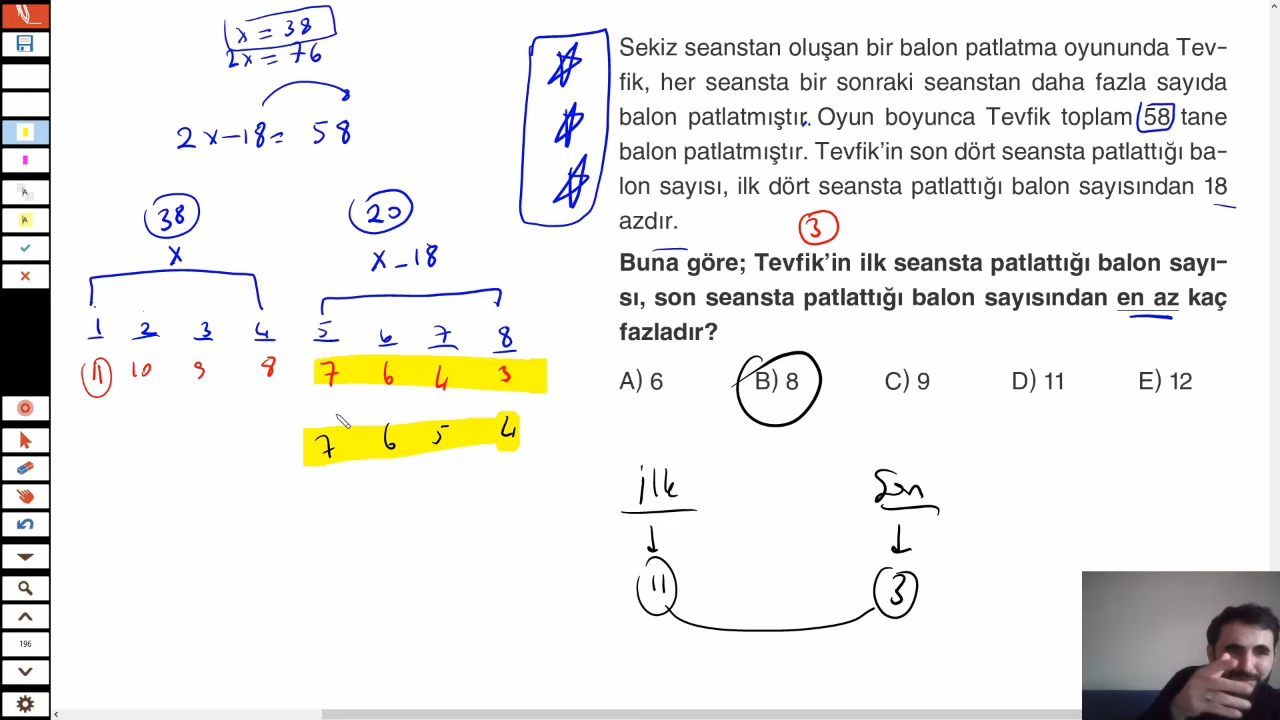 x = 38
2x = 76
2x-18= 58
38
20
x
x-18
1 2 3 4 5 6 7 8
11 10 9 8 7 6 4 3
7 6 5 4
Sekiz seanstan oluşan bir balon patlatma oyununda Tev-
fik, her seansta bir sonraki seanstan daha fazla sayıda
balon patlatmıştır. Oyun boyunca Tevfik toplam 58 tane
balon patlatmıştır. Tevfik'in son dört seansta patlattığı ba-
lon sayısı, ilk dört seansta patlattığı balon sayısından 18
azdır.
3
Buna göre; Tevfik'in ilk seansta patlattığı balon sayı-
sı, son seansta patlattığı balon sayısından en az kaç
fazladır?
A) 6 B) 8 C) 9 D) 11 E) 12
ilk Son
11 3
A
A
196